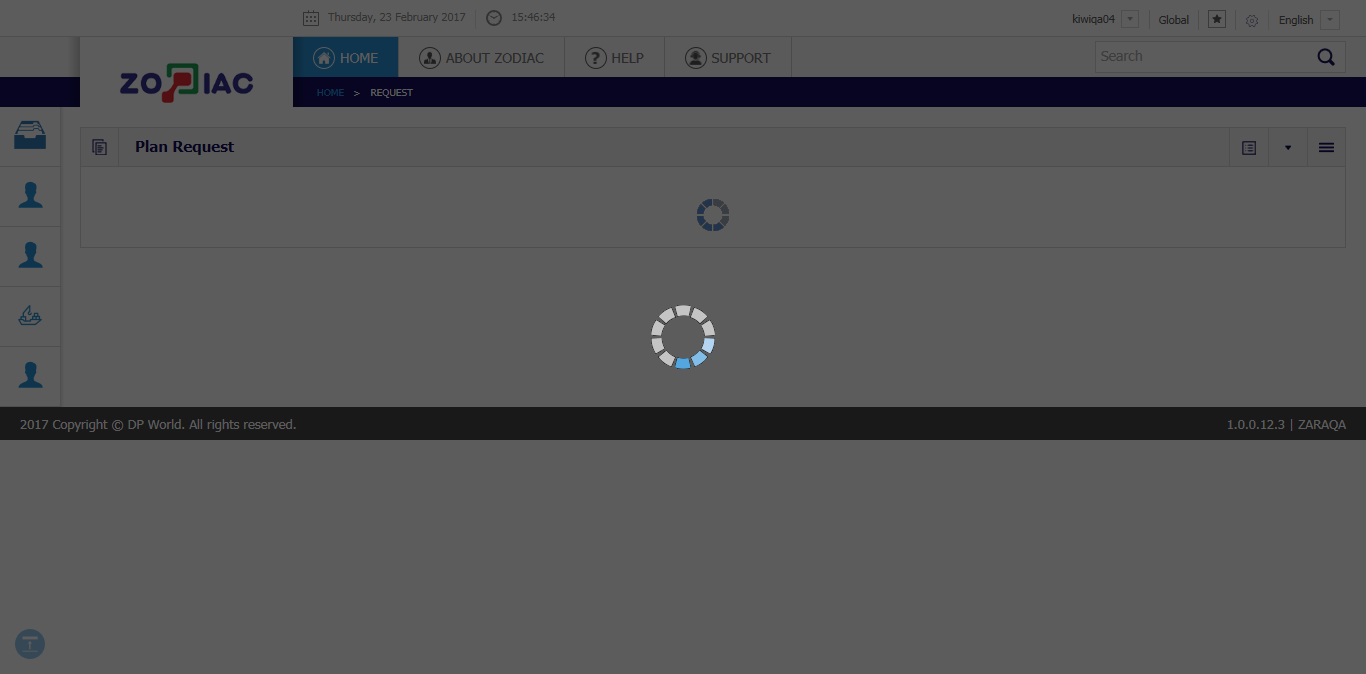 Thursday, 23 February 2017 15:46:34 kiwiqa04 Global English
ZODIAC HOME ABOUT ZODIAC HELP SUPPORT Search
HOME > REQUEST
Plan Request
2017 Copyright © DP World. All rights reserved. 1.0.0.12.3 | ZARAQA